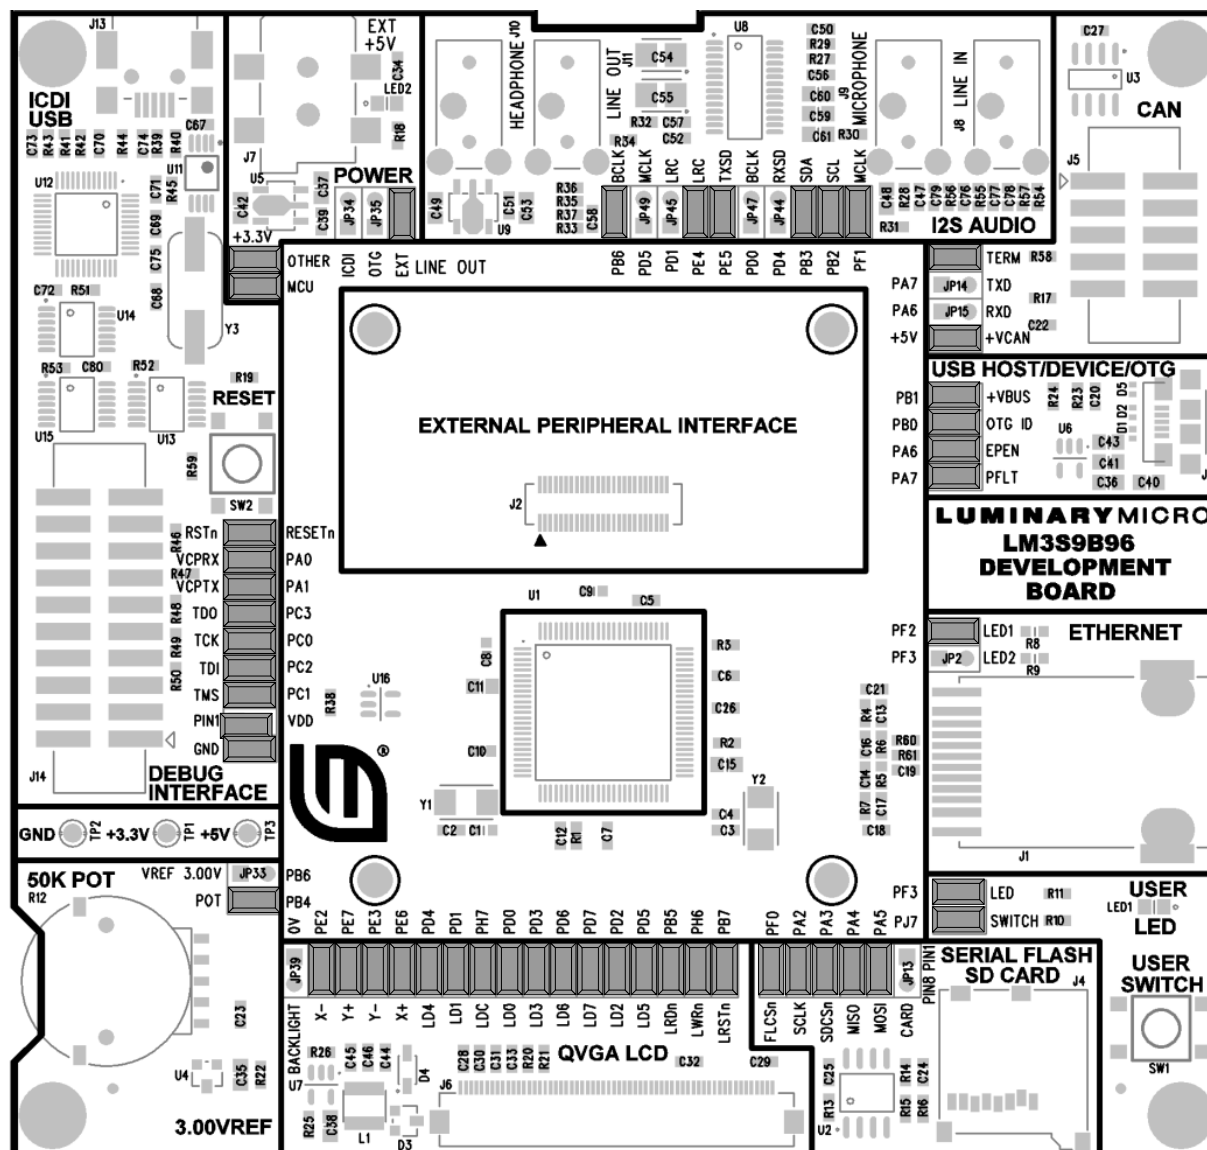 J13
ICDI
USB
C73
R43
R41
R42
C70
R44
C74
R39
R40
C67
U11
U12
C71
R45
C69
C75
C68
C72
R51
U14
Y3
R53
C80
R52
U15
U13
R19
RESET
R59
SW2
EXT
+5V
C34
LED2
R18
J7
U5
C37
C42
C39
POWER
JP34
JP35
+3.3V
OTHER
MCU
ICDI
OTG
EXT
LINE OUT
J10
HEADPHONE
LINE OUT
J11
C54
C55
R32
C57
R34
C52
U8
C50
R29
R27
C56
C60
C59
C61
R30
J9
MICROPHONE
J8
LINE IN
C49
C51
C53
U9
R36
R35
R37
R33
C58
BCLK
MCLK
LRC
LRC
TXSD
BCLK
RXSD
SDA
SCL
MCLK
JP49
JP45
JP47
JP44
PB6
PD5
PD1
PE4
PE5
PD0
PD4
PB3
PB2
PF1
C48
R28
C47
C79
R56
C76
R55
C77
C78
R57
R54
R31
I2S AUDIO
C27
U3
CAN
J5
TERM
R58
PA7
JP14
TXD
PA6
JP15
RXD
R17
C22
+5V
+VCAN
USB HOST/DEVICE/OTG
PB1
+VBUS
PB0
OTG ID
PA6
EPEN
PA7
PFLT
R24
R23
C20
D5
D2
D1
U6
C43
C41
C36
C40
EXTERNAL PERIPHERAL INTERFACE
J2
LUMINARYMICRO
LM3S9B96
DEVELOPMENT
BOARD
RSTn
RESETn
VCPRX
PA0
VCPTX
PA1
TDO
PC3
TCK
PC0
TDI
PC2
TMS
PC1
PIN1
VDD
GND
R46
R47
R48
R49
R50
J14
DEBUG
INTERFACE
U1
C9
C5
C8
C11
C10
R3
C6
C26
R2
C15
C4
C3
Y2
Y1
C2
C1
C12
R1
C7
U16
R38
®
C21
R4
C13
C16
R6
C14
R5
R7
C17
C18
R60
R61
C19
PF2
LED1
PF3
JP2
LED2
R8
R9
ETHERNET
J1
GND
TP2
+3.3V
TP1
+5V
TP3
50K POT
R12
VREF 3.00V
JP33
PB6
POT
PB4
C23
U4
C35
R22
3.00VREF
0V
PE2
PE7
PE3
PE6
PD4
PD1
PH7
PD0
PD3
PD6
PD7
PD2
PD5
PB5
PH6
PB7
JP39
BACKLIGHT
X-
Y+
Y-
X+
LD4
LD1
LDC
LD0
LD3
LD6
LD7
LD2
LD5
LRDn
LWRn
LRSTn
QVGA LCD
R26
U7
C45
C46
C44
D4
R25
C38
L1
D3
C28
C30
C31
C33
R20
R21
C32
C29
J6
PF0
PA2
PA3
PA4
PA5
PF3
LED
R11
PJ7
SWITCH
R10
JP13
PIN8
PIN1
FLCSn
SCLK
SDCSn
MISO
MOSI
CARD
SERIAL FLASH
SD CARD
J4
C25
R13
U2
R14
C24
R15
R16
USER
LED
LED1
USER
SWITCH
SW1